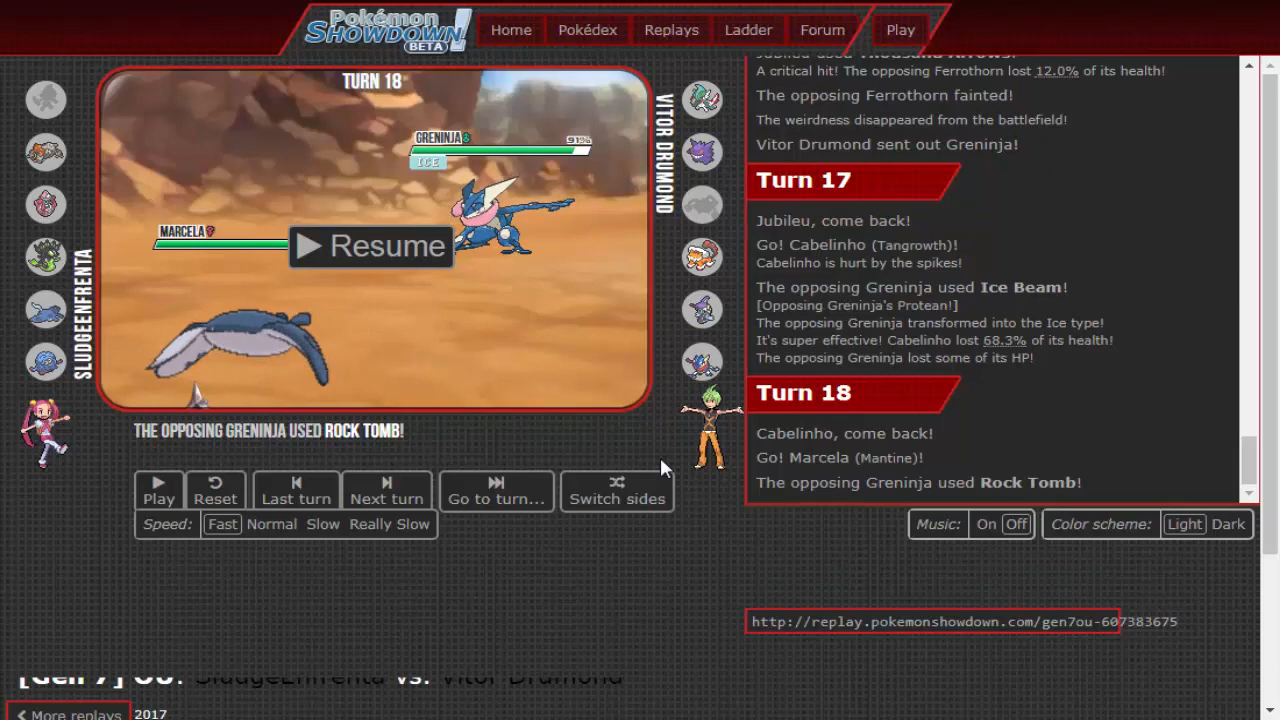 Pokémon
SHOWDOWN!
BETA
Home
Pokédex
Replays
Ladder
Forum
Play
TURN 18
GRENINJA
91%
ICE
MARCELA
Resume
SLUDGEENFRENTA
VITOR DRUMOND
THE OPPOSING GRENINJA USED ROCK TOMB!
Play
Reset
Last turn
Next turn
Go to turn...
Switch sides
Speed: Fast Normal Slow Really Slow
A critical hit! The opposing Ferrothorn lost 12.0% of its health!
The opposing Ferrothorn fainted!
The weirdness disappeared from the battlefield!
Vitor Drumond sent out Greninja!
Turn 17
Jubileu, come back!
Go! Cabelinho (Tangrowth)!
Cabelinho is hurt by the spikes!
The opposing Greninja used Ice Beam!
[Opposing Greninja's Protean!]
The opposing Greninja transformed into the Ice type!
It's super effective! Cabelinho lost 68.3% of its health!
The opposing Greninja lost some of its HP!
Turn 18
Cabelinho, come back!
Go! Marcela (Mantine)!
The opposing Greninja used Rock Tomb!
Music: On Off
Color scheme: Light Dark
http://replay.pokemonshowdown.com/gen7ou-607383675
[Gen 7] OU: SludgeEnfrenta vs. Vitor Drumond
More replays
2017